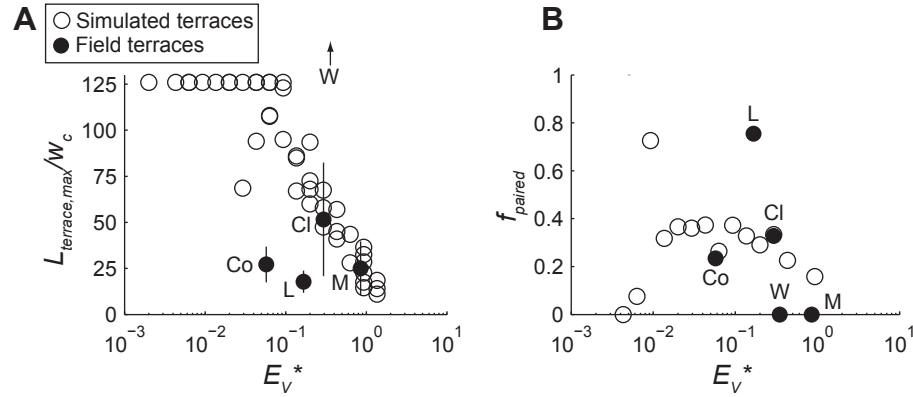 A
Simulated terraces
Field terraces
W
L_terrace,max/w_c
125
100
75
50
25
0
Cl
Co
L
M
10^−3
10^−2
10^−1
10^0
10^1
E_V*
B
f_paired
1
0.8
0.6
0.4
0.2
0
L
Cl
Co
W
M
10^−3
10^−2
10^−1
10^0
10^1
E_V*